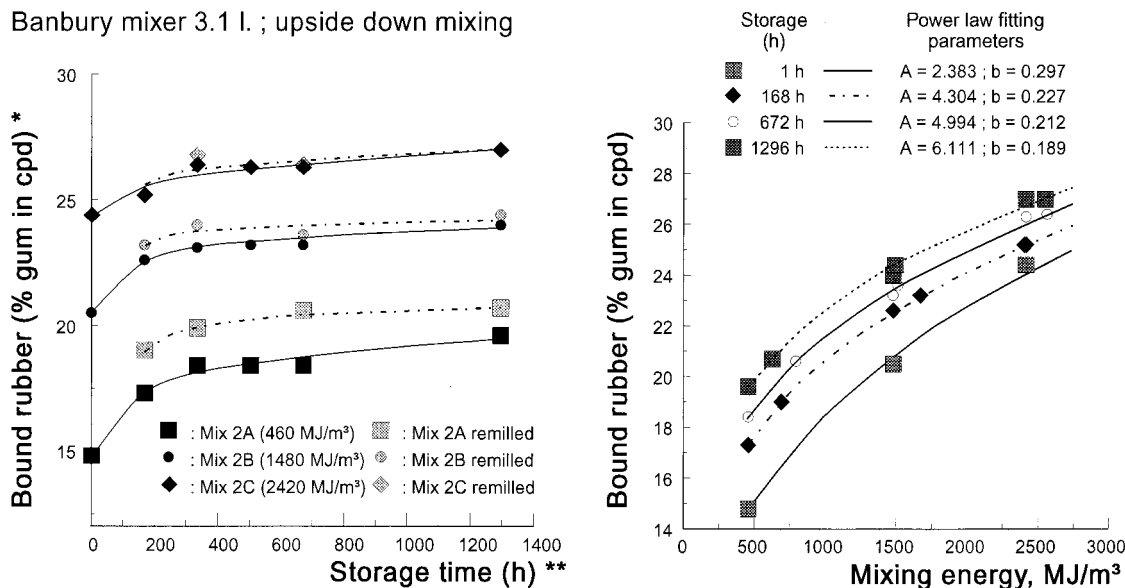 Banbury mixer 3.1 l. ; upside down mixing
Bound rubber (% gum in cpd) *
30
25
20
15
: Mix 2A (460 MJ/m³) : Mix 2A remilled
: Mix 2B (1480 MJ/m³) : Mix 2B remilled
: Mix 2C (2420 MJ/m³) : Mix 2C remilled
0 200 400 600 800 1000 1200 1400
Storage time (h) **
Storage (h) Power law fitting parameters
1 h A = 2.383 ; b = 0.297
168 h A = 4.304 ; b = 0.227
672 h A = 4.994 ; b = 0.212
1296 h A = 6.111 ; b = 0.189
Bound rubber (% gum in cpd)
30
28
26
24
22
20
18
16
14
0 500 1000 1500 2000 2500 3000
Mixing energy, MJ/m³